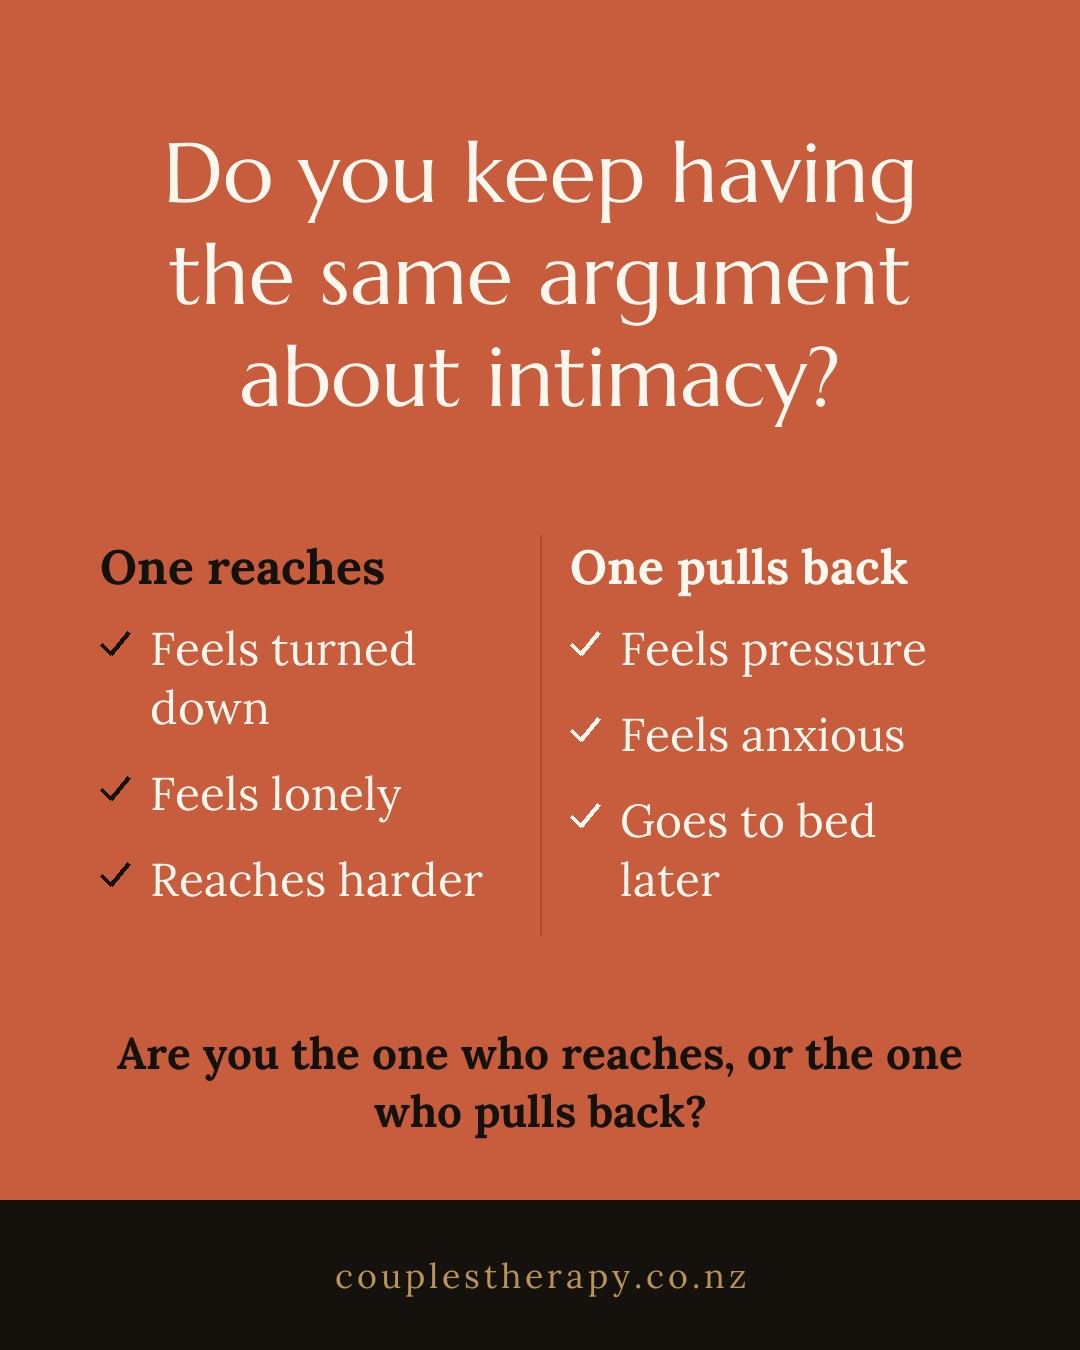 Do you keep having
the same argument
about intimacy?
One reaches
Feels turned
down
Feels lonely
Reaches harder
One pulls back
Feels pressure
Feels anxious
Goes to bed
later
Are you the one who reaches, or the one
who pulls back?
couplestherapy.co.nz